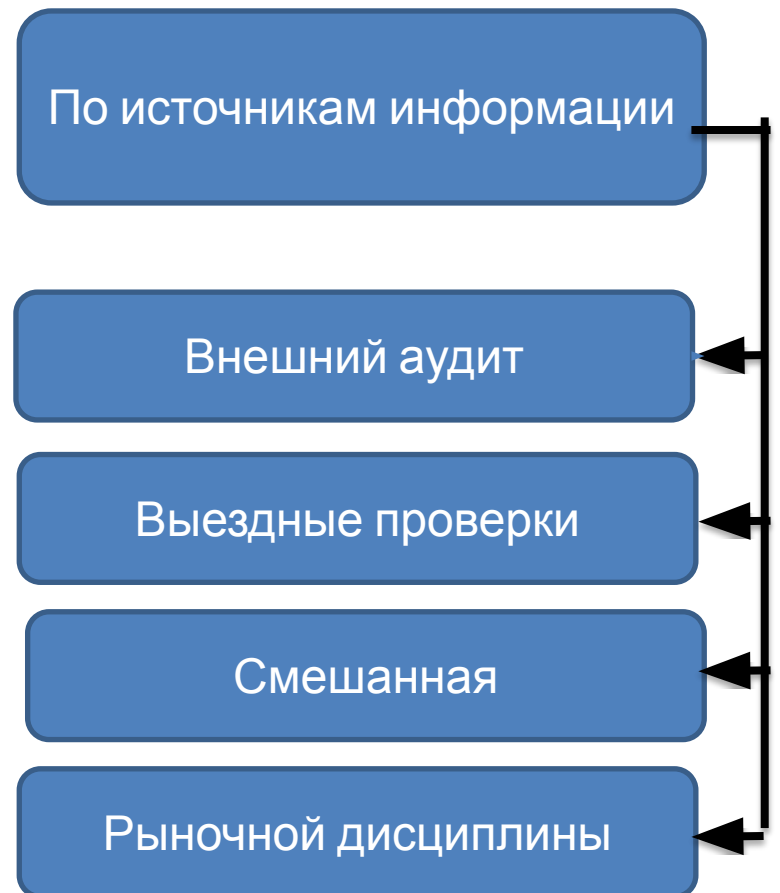 По источникам информации
Внешний аудит
Выездные проверки
Смешанная
Рыночной дисциплины